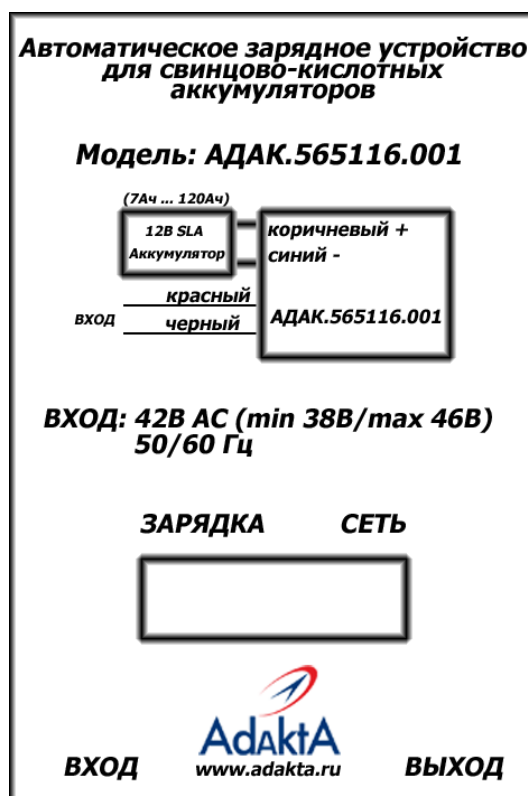 Автоматическое зарядное устройство
для свинцово-кислотных
аккумуляторов
Модель: АДАК.565116.001
(7Ач ... 120Ач)
12В SLA
Аккумулятор
коричневый +
синий -
красный
ВХОД
черный
АДАК.565116.001
ВХОД: 42В АС (min 38В/max 46В)
50/60 Гц
ЗАРЯДКА СЕТЬ
AdaktA
www.adakta.ru
ВХОД ВЫХОД